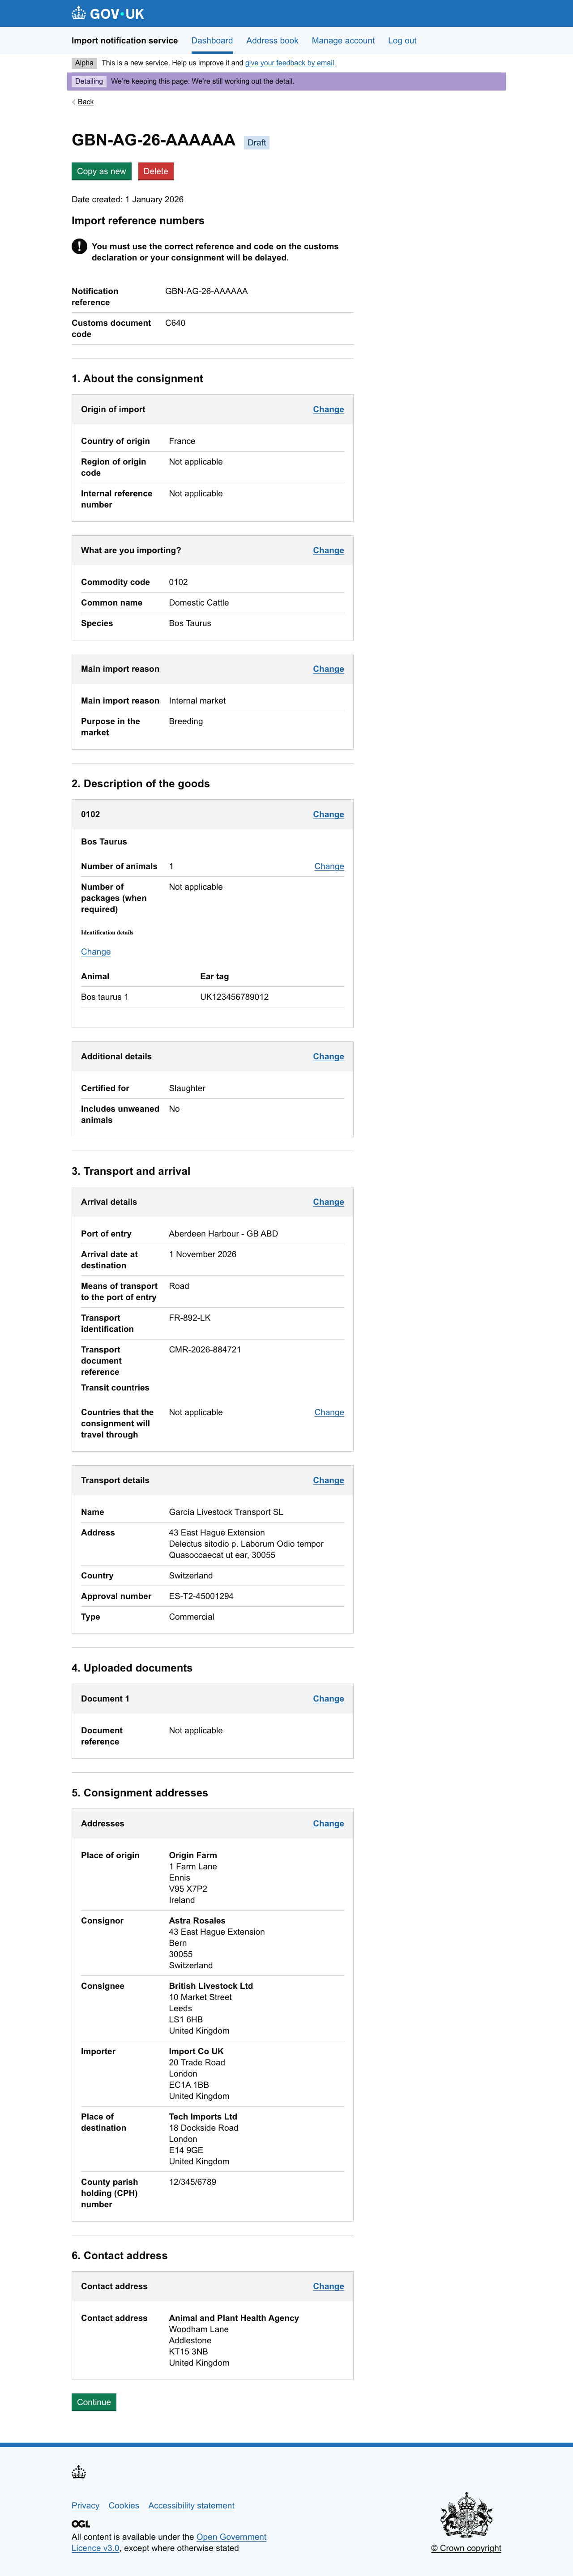 GOV.UK
Import notification service
Dashboard
Address book
Manage account
Log out
Alpha
This is a new service. Help us improve it and give your feedback by email.
Detailing
We're keeping this page. We're still working out the detail.
Back
GBN-AG-26-AAAAAA
Draft
Copy as new
Delete
Date created: 1 January 2026
Import reference numbers
! You must use the correct reference and code on the customs
declaration or your consignment will be delayed.
Notification
reference
GBN-AG-26-AAAAAA
Customs document
code
C640
1. About the consignment
Origin of import
Change
Country of origin
France
Region of origin
code
Not applicable
Internal reference
number
Not applicable
What are you importing?
Change
Commodity code
0102
Common name
Domestic Cattle
Species
Bos Taurus
Main import reason
Change
Main import reason
Internal market
Purpose in the
market
Breeding
2. Description of the goods
0102
Change
Bos Taurus
Number of animals
1
Change
Number of
packages (when
required)
Not applicable
Identification details
Change
Animal
Ear tag
Bos taurus 1
UK123456789012
Additional details
Change
Certified for
Slaughter
Includes unweaned
animals
No
3. Transport and arrival
Arrival details
Change
Port of entry
Aberdeen Harbour - GB ABD
Arrival date at
destination
1 November 2026
Means of transport
to the port of entry
Road
Transport
identification
FR-892-LK
Transport
document
reference
CMR-2026-884721
Transit countries
Countries that the
consignment will
travel through
Not applicable
Change
Transport details
Change
Name
García Livestock Transport SL
Address
43 East Hague Extension
Delectus sitodio p. Laborum Odio tempor
Quasoccaecat ut ear, 30055
Country
Switzerland
Approval number
ES-T2-45001294
Type
Commercial
4. Uploaded documents
Document 1
Change
Document
reference
Not applicable
5. Consignment addresses
Addresses
Change
Place of origin
Origin Farm
1 Farm Lane
Ennis
V95 X7P2
Ireland
Consignor
Astra Rosales
43 East Hague Extension
Bern
30055
Switzerland
Consignee
British Livestock Ltd
10 Market Street
Leeds
LS1 6HB
United Kingdom
Importer
Import Co UK
20 Trade Road
London
EC1A 1BB
United Kingdom
Place of
destination
Tech Imports Ltd
18 Dockside Road
London
E14 9GE
United Kingdom
County parish
holding (CPH)
number
12/345/6789
6. Contact address
Contact address
Change
Contact address
Animal and Plant Health Agency
Woodham Lane
Addlestone
KT15 3NB
United Kingdom
Continue
Privacy
Cookies
Accessibility statement
OGL
All content is available under the Open Government
Licence v3.0, except where otherwise stated
© Crown copyright